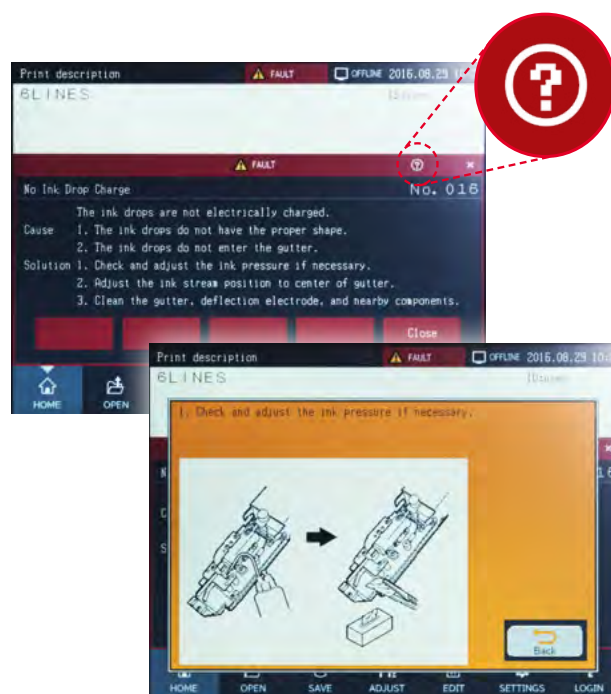 Print description
FAULT
OFFLINE 2016.08.29
6LINES
FAULT
No Ink Drop Charge
No. 016
The ink drops are not electrically charged.
Cause 1. The ink drops do not have the proper shape.
2. The ink drops do not enter the gutter.
Solution 1. Check and adjust the ink pressure if necessary.
2. Adjust the ink stream position to center of gutter.
3. Clean the gutter, deflection electrode, and nearby components.
Close
HOME
OPEN
Print description
FAULT
OFFLINE 2016.08.29 10:
6LINES
1. Check and adjust the ink pressure if necessary.
Back
HOME
OPEN
SAVE
ADJUST
EDIT
SETTINGS
LOGIN